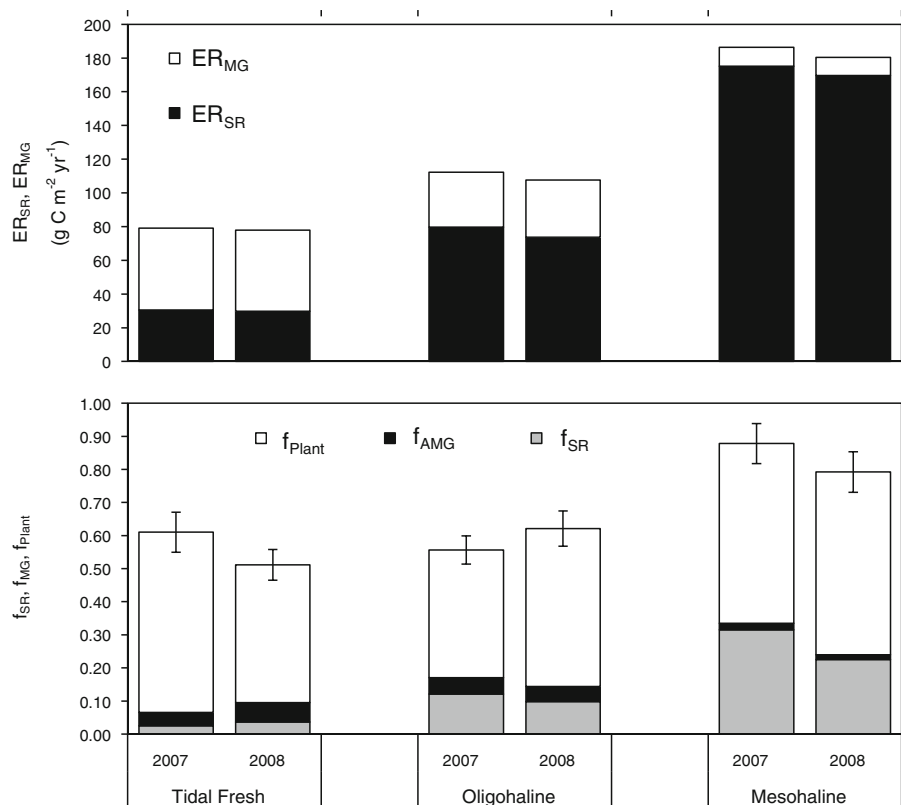 200
180
160
140
120
100
80
60
40
20
0
ER_SR, ER_MG
(g C m-2 yr-1)
ER_MG
ER_SR
1.00
0.90
0.80
0.70
0.60
0.50
0.40
0.30
0.20
0.10
0.00
f_SR, f_MG, f_Plant
f_Plant f_AMG f_SR
2007 2008 2007 2008 2007 2008
Tidal Fresh Oligohaline Mesohaline